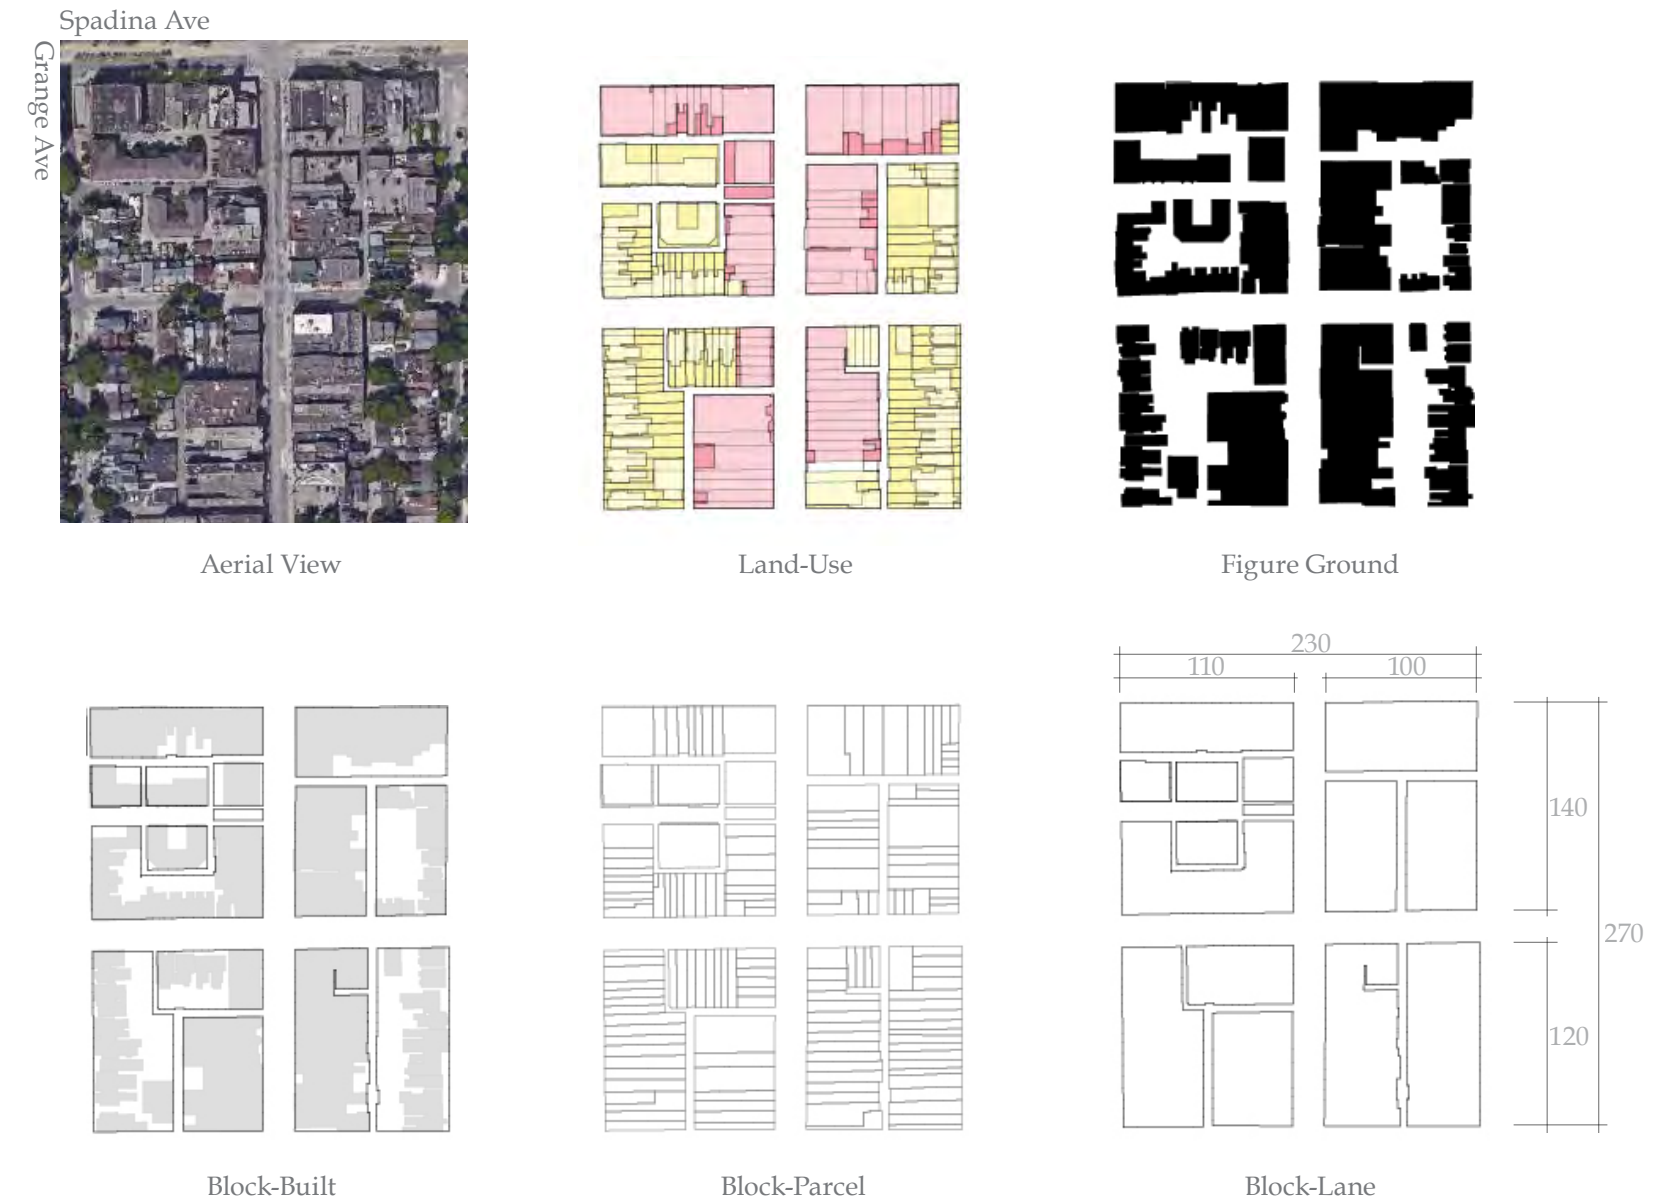 Spadina Ave
Grange Ave
Aerial View
Land-Use
Figure Ground
230
110
100
140
270
120
Block-Built
Block-Parcel
Block-Lane